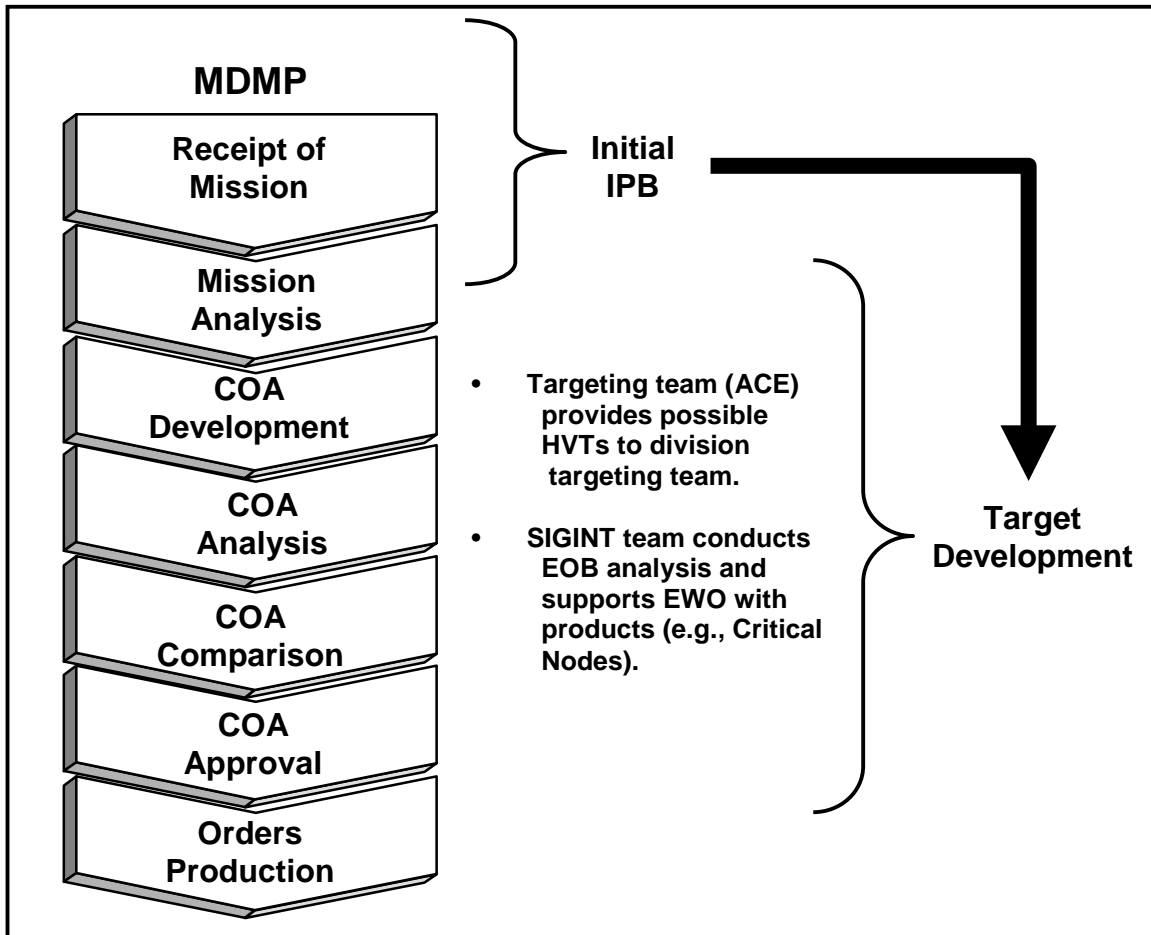 MDMP
Receipt of
Mission
Mission
Analysis
COA
Development
COA
Analysis
COA
Comparison
COA
Approval
Orders
Production
Initial
IPB
• Targeting team (ACE)
provides possible
HVTs to division
targeting team.
• SIGINT team conducts
EOB analysis and
supports EWO with
products (e.g., Critical
Nodes).
Target
Development